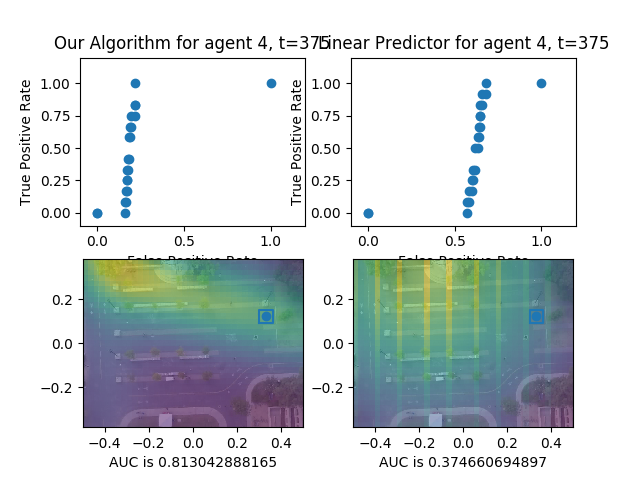 Our Algorithm for agent 4, t=375
Linear Predictor for agent 4, t=375
True Positive Rate
1.00
0.75
0.50
0.25
0.00
0.0 0.5 1.0
False Positive Rate
True Positive Rate
1.00
0.75
0.50
0.25
0.00
0.0 0.5 1.0
False Positive Rate
0.2
0.0
−0.2
−0.4 −0.2 0.0 0.2 0.4
AUC is 0.813042888165
0.2
0.0
−0.2
−0.4 −0.2 0.0 0.2 0.4
AUC is 0.374660694897